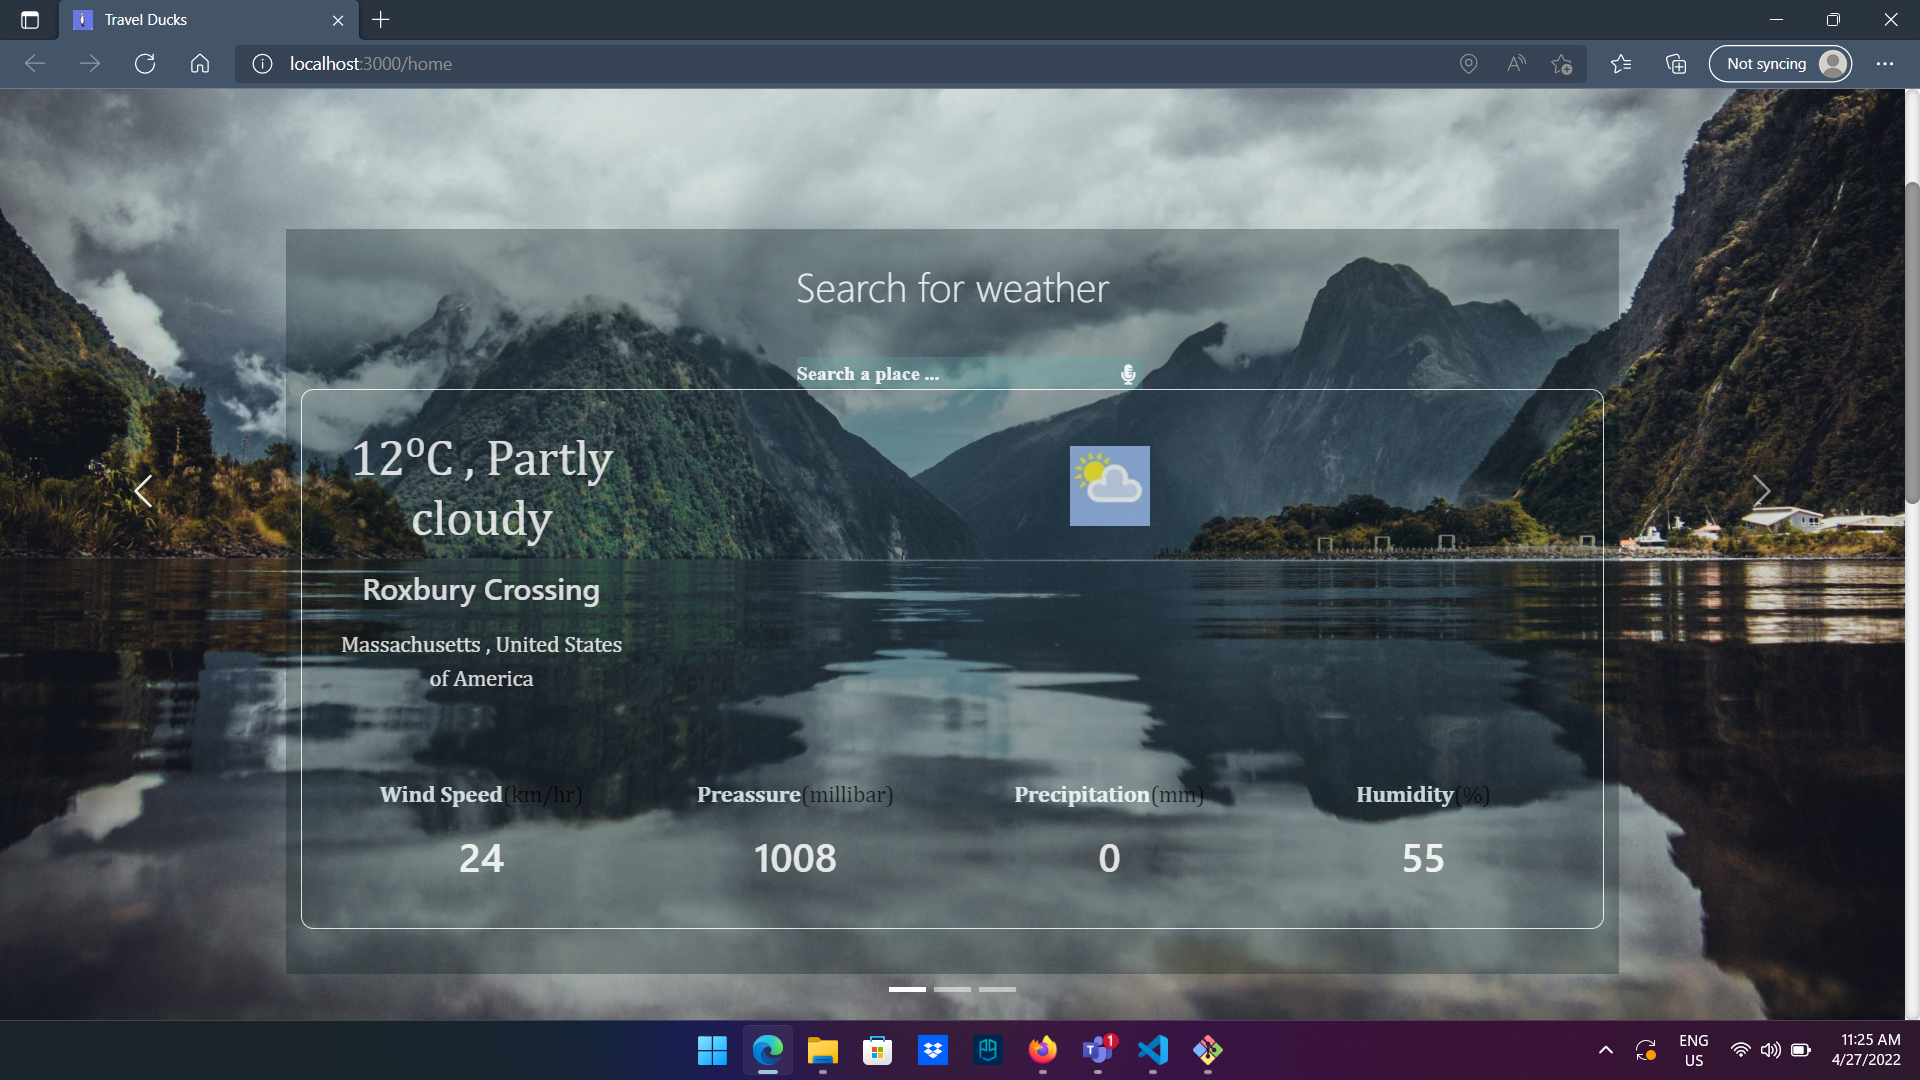 Travel Ducks
localhost:3000/home
Not syncing
Search for weather
Search a place ...
12⁰C , Partly
cloudy
Roxbury Crossing
Massachusetts , United States
of America
Wind Speed(km/hr)
24
Preassure(millibar)
1008
Precipitation(mm)
0
Humidity(%)
55
1
ENG
US
11:25 AM
4/27/2022